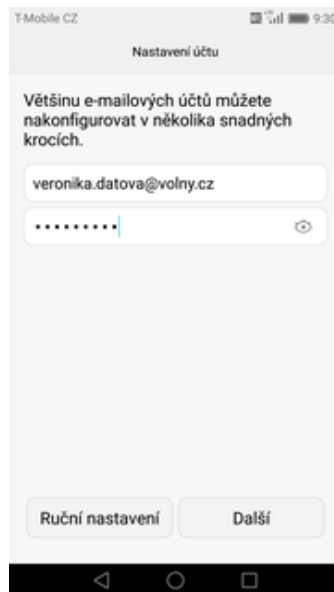 T-Mobile CZ 9:30
Nastavení účtu
Většinu e-mailových účtů můžete
nakonfigurovat v několika snadných
krocích.
veronika.datova@volny.cz
•••••••••
Ruční nastavení Další